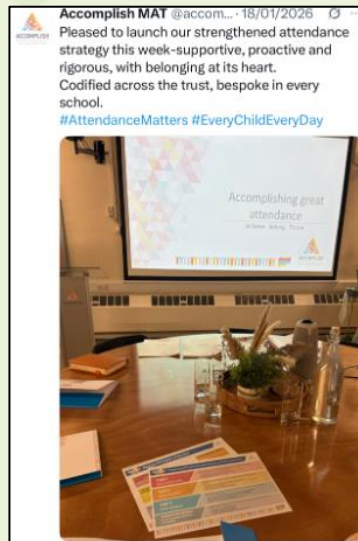 Accomplish MAT @accom... · 18/01/2026
Pleased to launch our strengthened attendance
strategy this week-supportive, proactive and
rigorous, with belonging at its heart.
Codified across the trust, bespoke in every
school.
#AttendanceMatters #EveryChildEveryDay
ACCOMPLISH
Accomplishing great
attendance
ACCOMPLISH